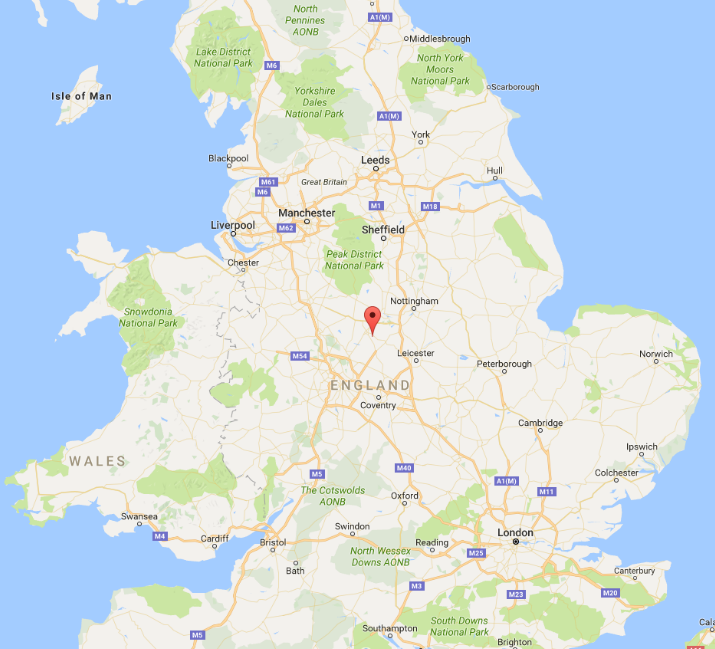 North
Pennines
AONB
A1(M)
Middlesbrough
Lake District
National Park
M6
North York
Moors
National Park
Scarborough
Isle of Man
Yorkshire
Dales
National Park
A1(M)
York
Blackpool
Leeds
Hull
M61
M6
Great Britain
M1
M18
Manchester
Liverpool
M62
Sheffield
Chester
Peak District
National Park
Nottingham
Snowdonia
National Park
M54
Leicester
Peterborough
Norwich
ENGLAND
Coventry
Cambridge
WALES
Ipswich
M5
M40
Colchester
A1(M)
M11
The Cotswolds
AONB
Oxford
Swansea
M4
Cardiff
Bristol
Swindon
London
Reading
M25
Bath
North Wessex
Downs AONB
Canterbury
M3
M23
M20
M5
Southampton
South Downs
National Park
Brighton